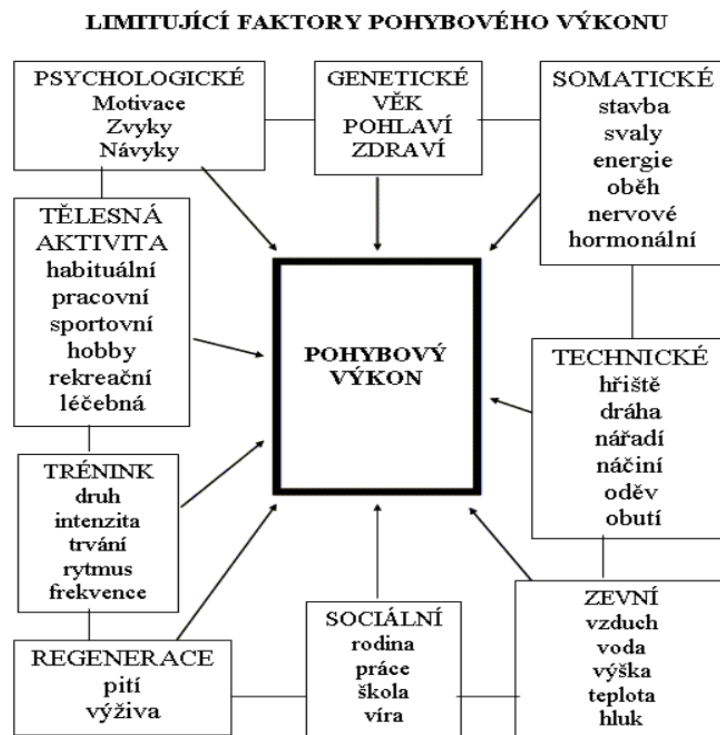 LIMITUJÍCÍ FAKTORY POHYBOVÉHO VÝKONU
PSYCHOLOGICKÉ
Motivace
Zvyky
Návyky
GENETICKÉ
VĚK
POHLAVÍ
ZDRAVÍ
SOMATICKÉ
stavba
svaly
energie
oběh
nervové
hormonální
TĚLESNÁ
AKTIVITA
habituální
pracovní
sportovní
hobby
rekreační
léčebná
POHYBOVÝ
VÝKON
TECHNICKÉ
hřiště
dráha
nářadí
náčiní
oděv
obutí
TRÉNINK
druh
intenzita
trvání
rytmus
frekvence
REGENERACE
pití
výživa
SOCIÁLNÍ
rodina
práce
škola
víra
ZEVNÍ
vzduch
voda
výška
teplota
hluk